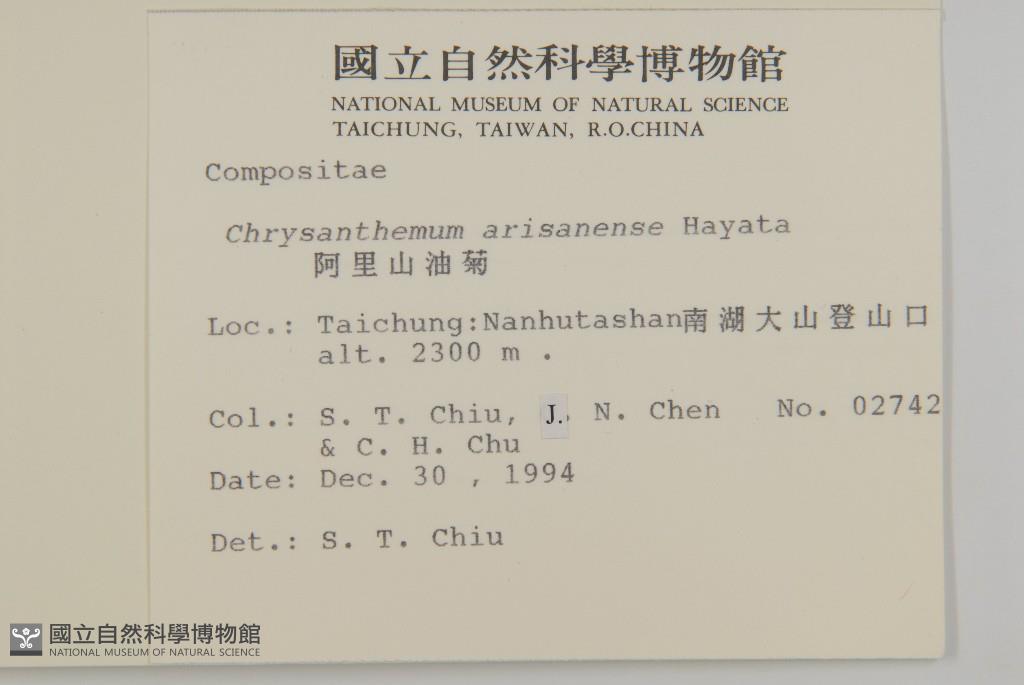 國立自然科學博物館
NATIONAL MUSEUM OF NATURAL SCIENCE
TAICHUNG, TAIWAN, R.O.CHINA
Compositae
Chrysanthemum arisanense Hayata
阿里山油菊
Loc.: Taichung:Nanhutashan南湖大山登山口
alt. 2300 m .
Col.: S. T. Chiu, J. N. Chen No. 02742
& C. H. Chu
Date: Dec. 30 , 1994
Det.: S. T. Chiu
國立自然科學博物館
NATIONAL MUSEUM OF NATURAL SCIENCE